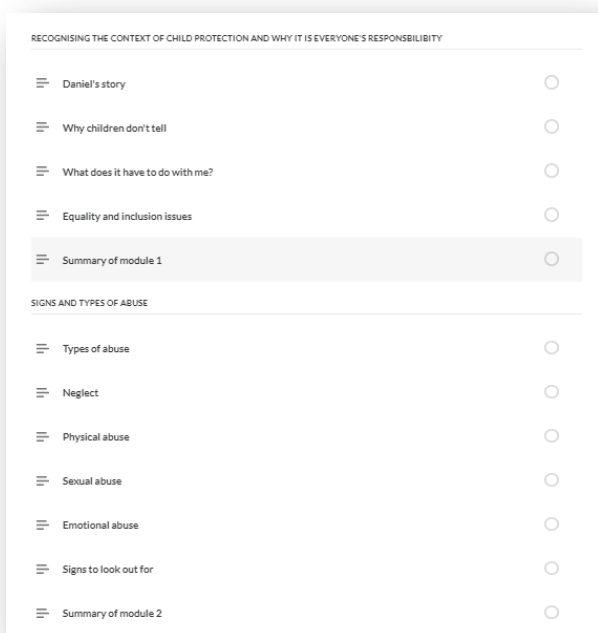 RECOGNISING THE CONTEXT OF CHILD PROTECTION AND WHY IT IS EVERYONE'S RESPONSBILIBITY
Daniel's story
Why children don't tell
What does it have to do with me?
Equality and inclusion issues
Summary of module 1
SIGNS AND TYPES OF ABUSE
Types of abuse
Neglect
Physical abuse
Sexual abuse
Emotional abuse
Signs to look out for
Summary of module 2